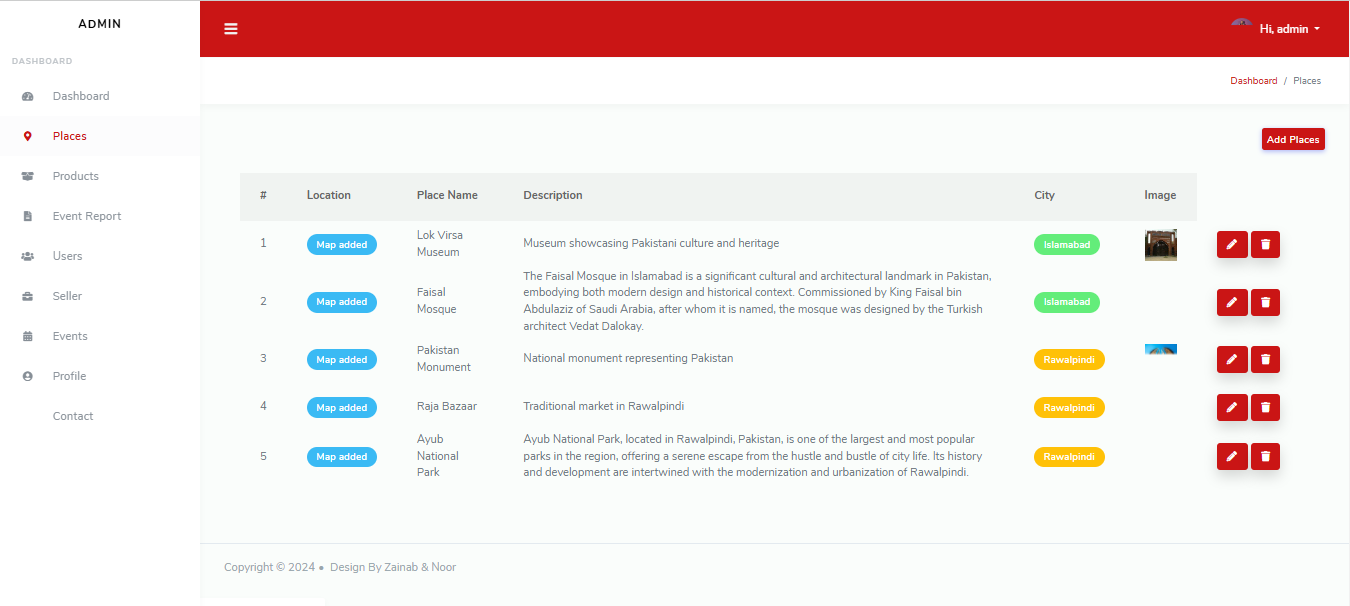 ADMIN
Hi, admin
DASHBOARD
Dashboard / Places
Dashboard
Places
Products
Event Report
Users
Seller
Events
Profile
Contact
Add Places
# Location Place Name Description City Image
1 Map added Lok Virsa Museum Museum showcasing Pakistani culture and heritage Islamabad
2 Map added Faisal Mosque The Faisal Mosque in Islamabad is a significant cultural and architectural landmark in Pakistan,
embodying both modern design and historical context. Commissioned by King Faisal bin
Abdulaziz of Saudi Arabia, after whom it is named, the mosque was designed by the Turkish
architect Vedat Dalokay. Islamabad
3 Map added Pakistan Monument National monument representing Pakistan Rawalpindi
4 Map added Raja Bazaar Traditional market in Rawalpindi Rawalpindi
5 Map added Ayub National Park Ayub National Park, located in Rawalpindi, Pakistan, is one of the largest and most popular
parks in the region, offering a serene escape from the hustle and bustle of city life. Its history
and development are intertwined with the modernization and urbanization of Rawalpindi. Rawalpindi
Copyright © 2024 • Design By Zainab & Noor